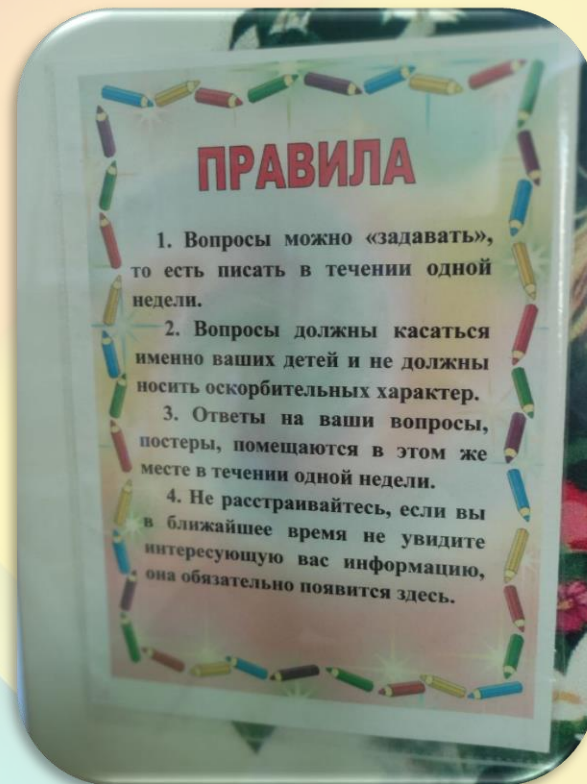 ПРАВИЛА
1. Вопросы можно «задавать»,
то есть писать в течении одной
недели.
2. Вопросы должны касаться
именно ваших детей и не должны
носить оскорбительных характер.
3. Ответы на ваши вопросы,
постеры, помещаются в этом же
месте в течении одной недели.
4. Не расстраивайтесь, если вы
в ближайшее время не увидите
интересующую вас информацию,
она обязательно появится здесь.